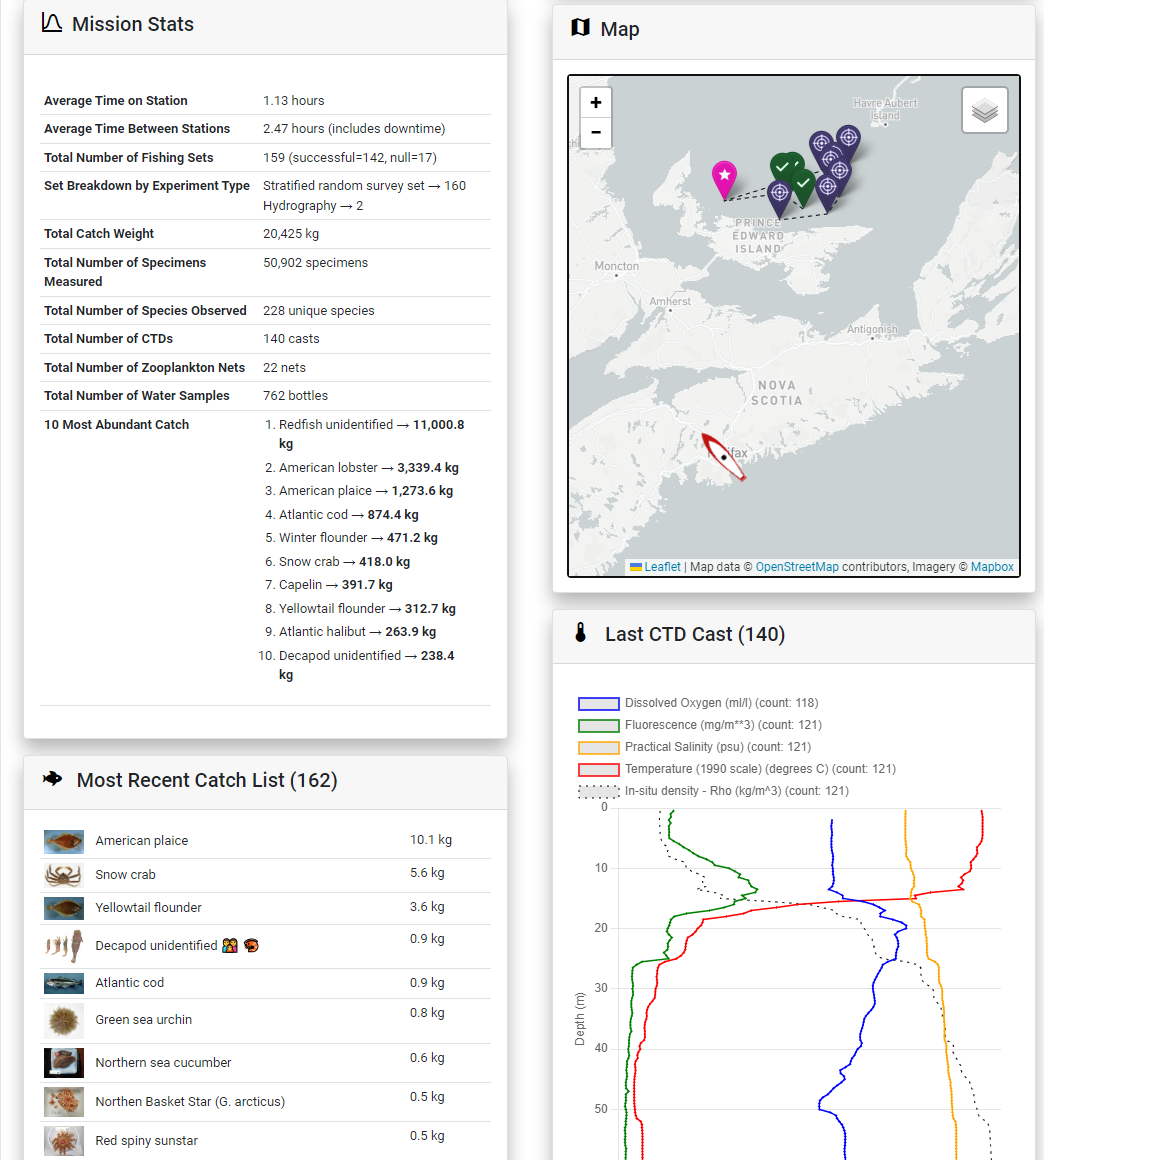 Mission Stats
Average Time on Station 1.13 hours
Average Time Between Stations 2.47 hours (includes downtime)
Total Number of Fishing Sets 159 (successful=142, null=17)
Set Breakdown by Experiment Type Stratified random survey set → 160
Hydrography → 2
Total Catch Weight 20,425 kg
Total Number of Specimens 50,902 specimens
Measured
Total Number of Species Observed 228 unique species
Total Number of CTDs 140 casts
Total Number of Zooplankton Nets 22 nets
Total Number of Water Samples 762 bottles
10 Most Abundant Catch
1. Redfish unidentified → 11,000.8
kg
2. American lobster → 3,339.4 kg
3. American plaice → 1,273.6 kg
4. Atlantic cod → 874.4 kg
5. Winter flounder → 471.2 kg
6. Snow crab → 418.0 kg
7. Capelin → 391.7 kg
8. Yellowtail flounder → 312.7 kg
9. Atlantic halibut → 263.9 kg
10. Decapod unidentified → 238.4
kg
Most Recent Catch List (162)
American plaice 10.1 kg
Snow crab 5.6 kg
Yellowtail flounder 3.6 kg
Decapod unidentified 0.9 kg
Atlantic cod 0.9 kg
Green sea urchin 0.8 kg
Northern sea cucumber 0.6 kg
Northen Basket Star (G. arcticus) 0.5 kg
Red spiny sunstar 0.5 kg
Map
+
−
Havre Aubert
Island
PRINCE
EDWARD
ISLAND
Moncton
Amherst
Antigonish
NOVA
SCOTIA
Leaflet | Map data © OpenStreetMap contributors, Imagery © Mapbox
Last CTD Cast (140)
Dissolved Oxygen (ml/l) (count: 118)
Fluorescence (mg/m**3) (count: 121)
Practical Salinity (psu) (count: 121)
Temperature (1990 scale) (degrees C) (count: 121)
In-situ density - Rho (kg/m^3) (count: 121)
0
10
20
30
40
50
Depth (m)